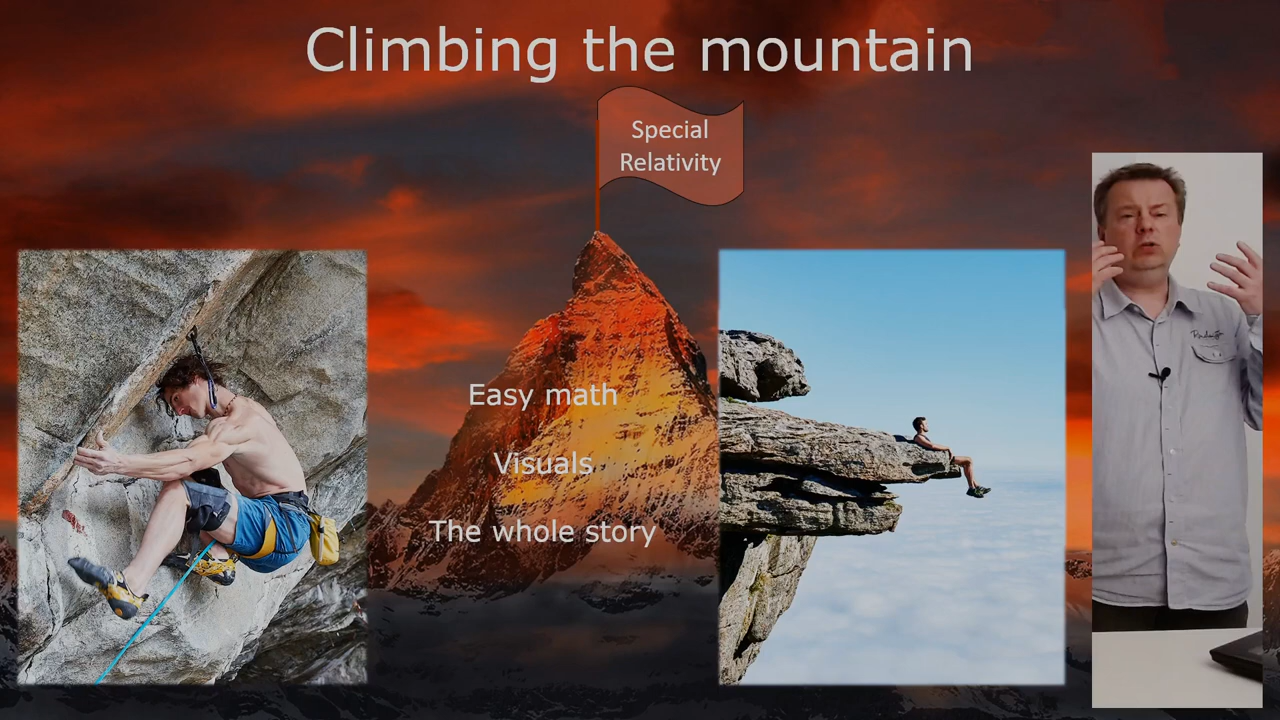 Climbing the mountain
Special
Relativity
Easy math
Visuals
The whole story